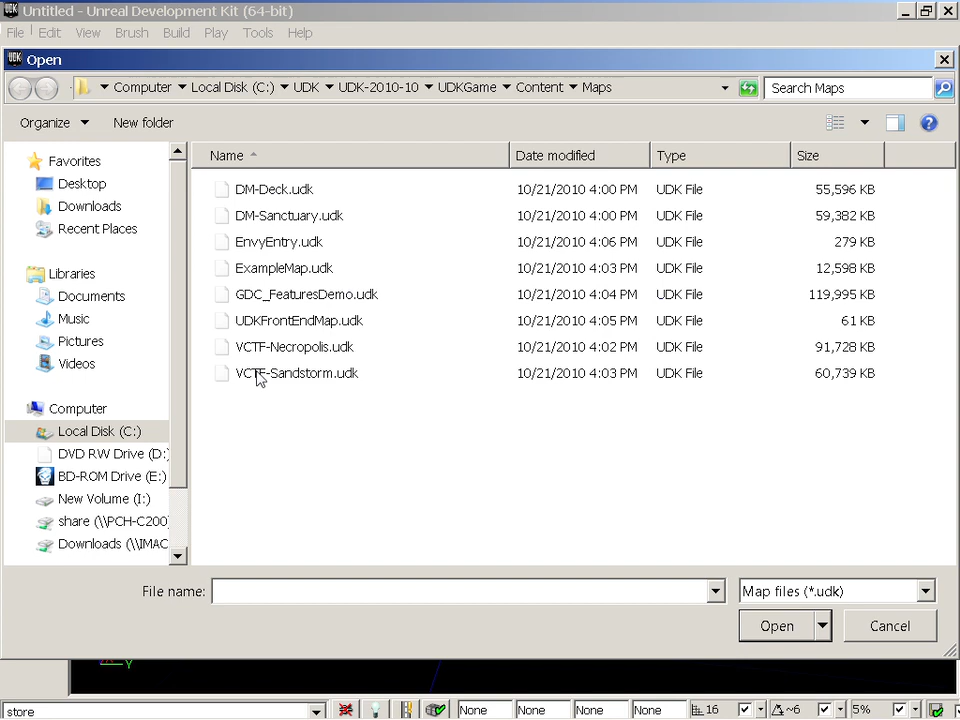 Untitled - Unreal Development Kit (64-bit)
File Edit View Brush Build Play Tools Help
Open
Computer Local Disk (C:) UDK UDK-2010-10 UDKGame Content Maps Search Maps
Organize New folder
Name Date modified Type Size
Favorites
Desktop
Downloads
Recent Places
Libraries
Documents
Music
Pictures
Videos
Computer
Local Disk (C:)
DVD RW Drive (D:)
BD-ROM Drive (E:)
New Volume (I:)
share (\\PCH-C200)
Downloads (\\IMAC
DM-Deck.udk 10/21/2010 4:00 PM UDK File 55,596 KB
DM-Sanctuary.udk 10/21/2010 4:00 PM UDK File 59,382 KB
EnvyEntry.udk 10/21/2010 4:06 PM UDK File 279 KB
ExampleMap.udk 10/21/2010 4:03 PM UDK File 12,598 KB
GDC_FeaturesDemo.udk 10/21/2010 4:04 PM UDK File 119,995 KB
UDKFrontEndMap.udk 10/21/2010 4:05 PM UDK File 61 KB
VCTF-Necropolis.udk 10/21/2010 4:02 PM UDK File 91,728 KB
VCTF-Sandstorm.udk 10/21/2010 4:03 PM UDK File 60,739 KB
File name: Map files (*.udk)
Open Cancel
Y
store None None None None 16 ~6 5%